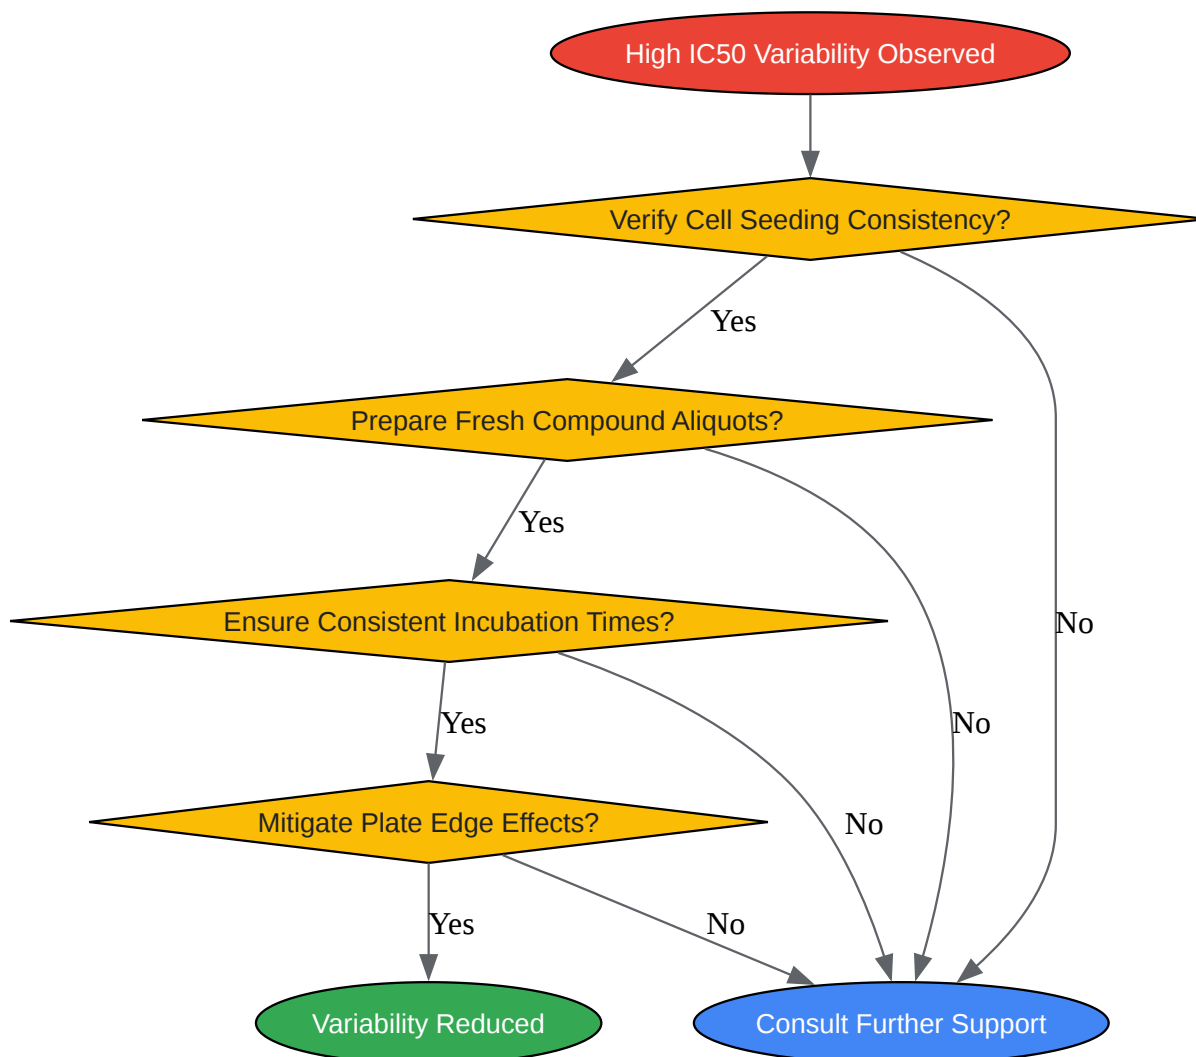 High IC50 Variability Observed
Verify Cell Seeding Consistency?
Yes
Prepare Fresh Compound Aliquots?
Yes
Ensure Consistent Incubation Times?
No
Yes
No
Mitigate Plate Edge Effects?
No
Yes
No
Variability Reduced
Consult Further Support